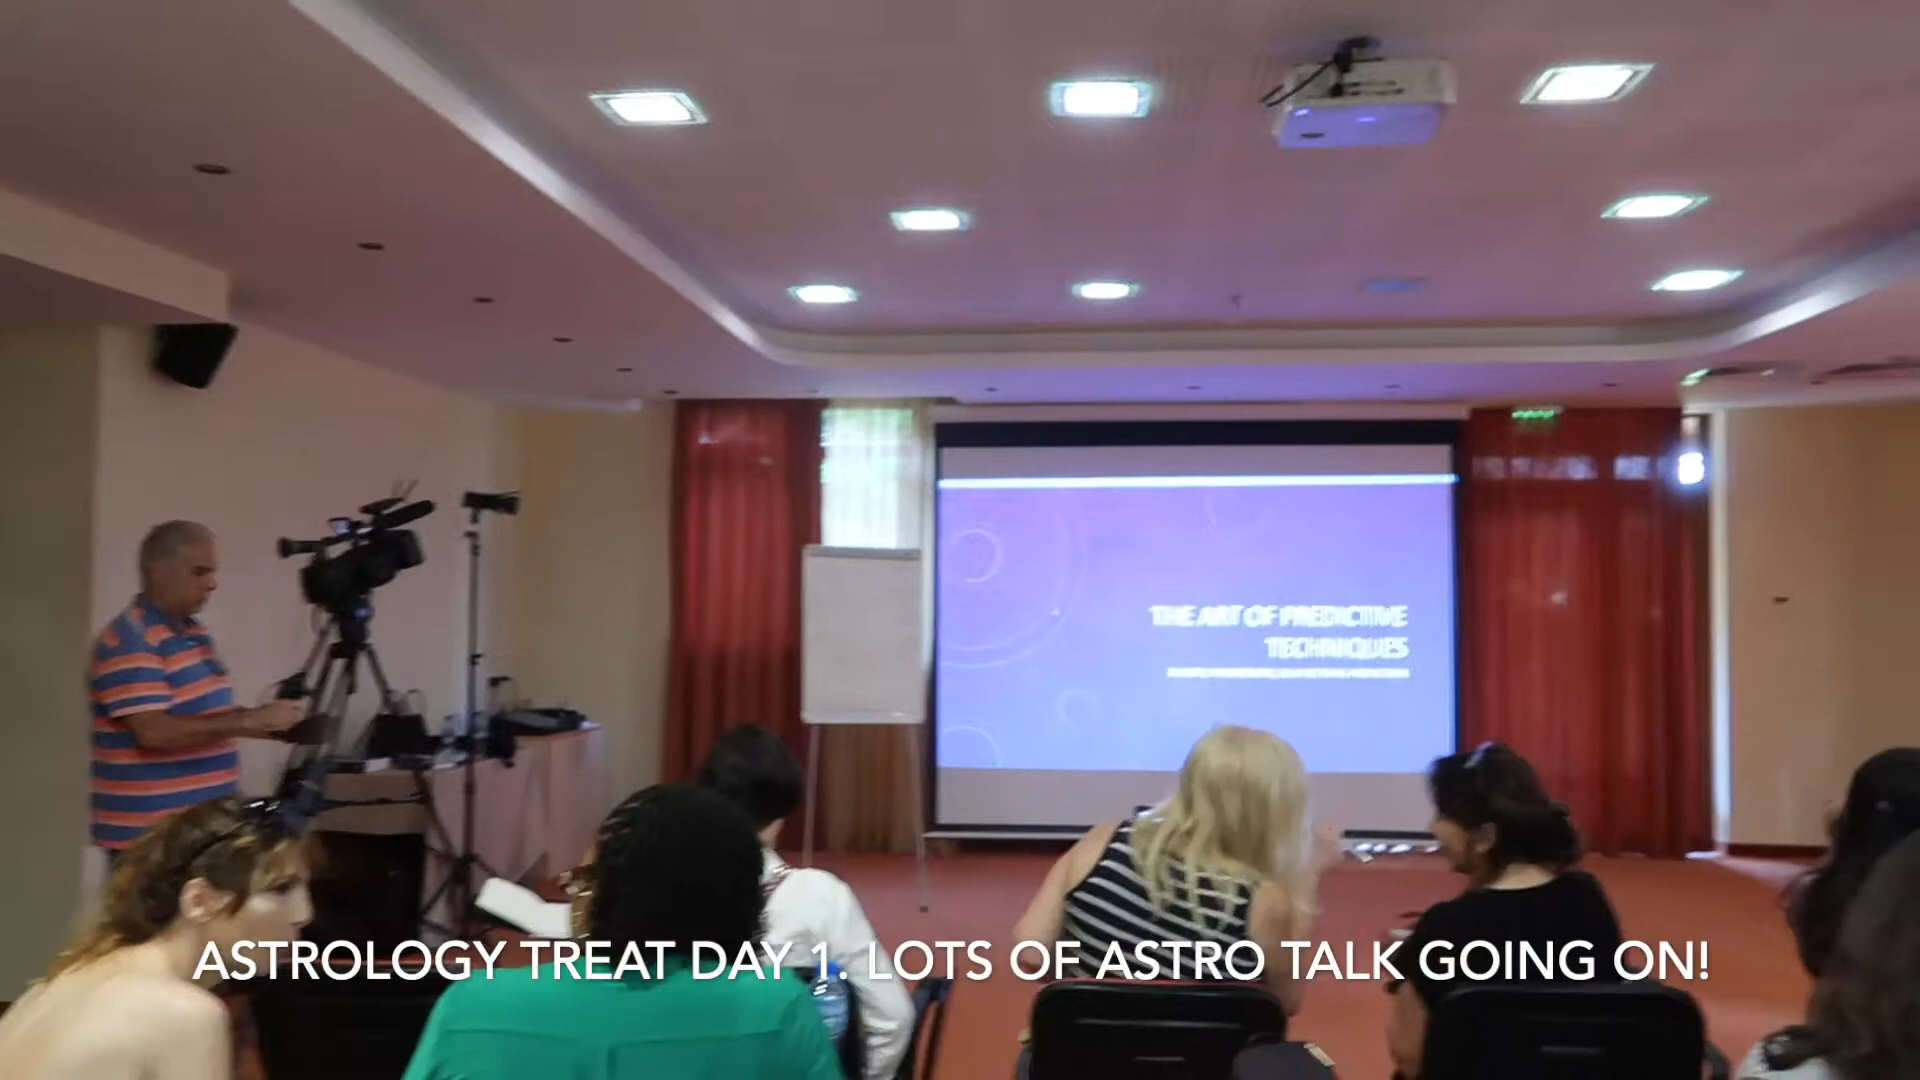 THE ART OF PREDICTIVE
TECHNIQUES
ASTROLOGY TREAT DAY 1. LOTS OF ASTRO TALK GOING ON!